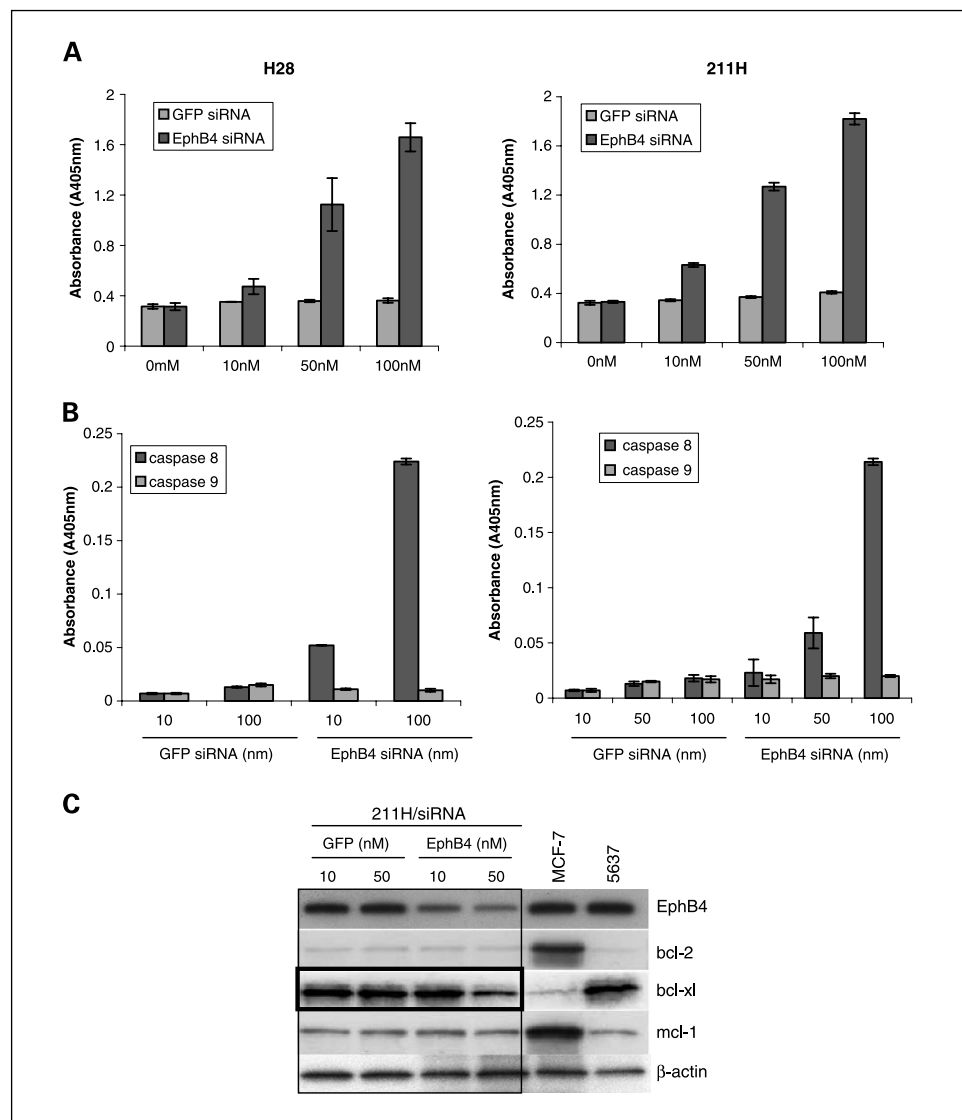 A
H28
211H
GFP siRNA
EphB4 siRNA
GFP siRNA
EphB4 siRNA
Absorbance (A405nm)
2
1.6
1.2
0.8
0.4
0
0mM 10nM 50nM 100nM
Absorbance (A405nm)
2
1.6
1.2
0.8
0.4
0
0nM 10nM 50nM 100nM
B
caspase 8
caspase 9
caspase 8
caspase 9
Absorbance (A405nm)
0.25
0.2
0.15
0.1
0.05
0
10 100 10 100
GFP siRNA (nm) EphB4 siRNA (nm)
Absorbance (A405nm)
0.25
0.2
0.15
0.1
0.05
0
10 50 100 10 50 100
GFP siRNA (nm) EphB4 siRNA (nm)
C
211H/siRNA
GFP (nM) EphB4 (nM)
10 50 10 50
MCF-7
5637
EphB4
bcl-2
bcl-xl
mcl-1
β-actin